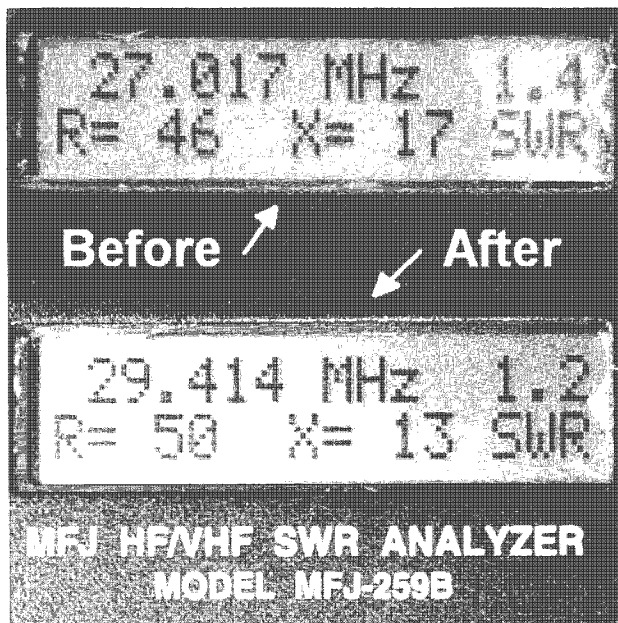 27.017 MHz 1.4
R= 46 X= 17 SWR
Before
After
29.414 MHz 1.2
R= 50 X= 13 SWR
MFJ HF/VHF SWR ANALYZER
MODEL MFJ-259B